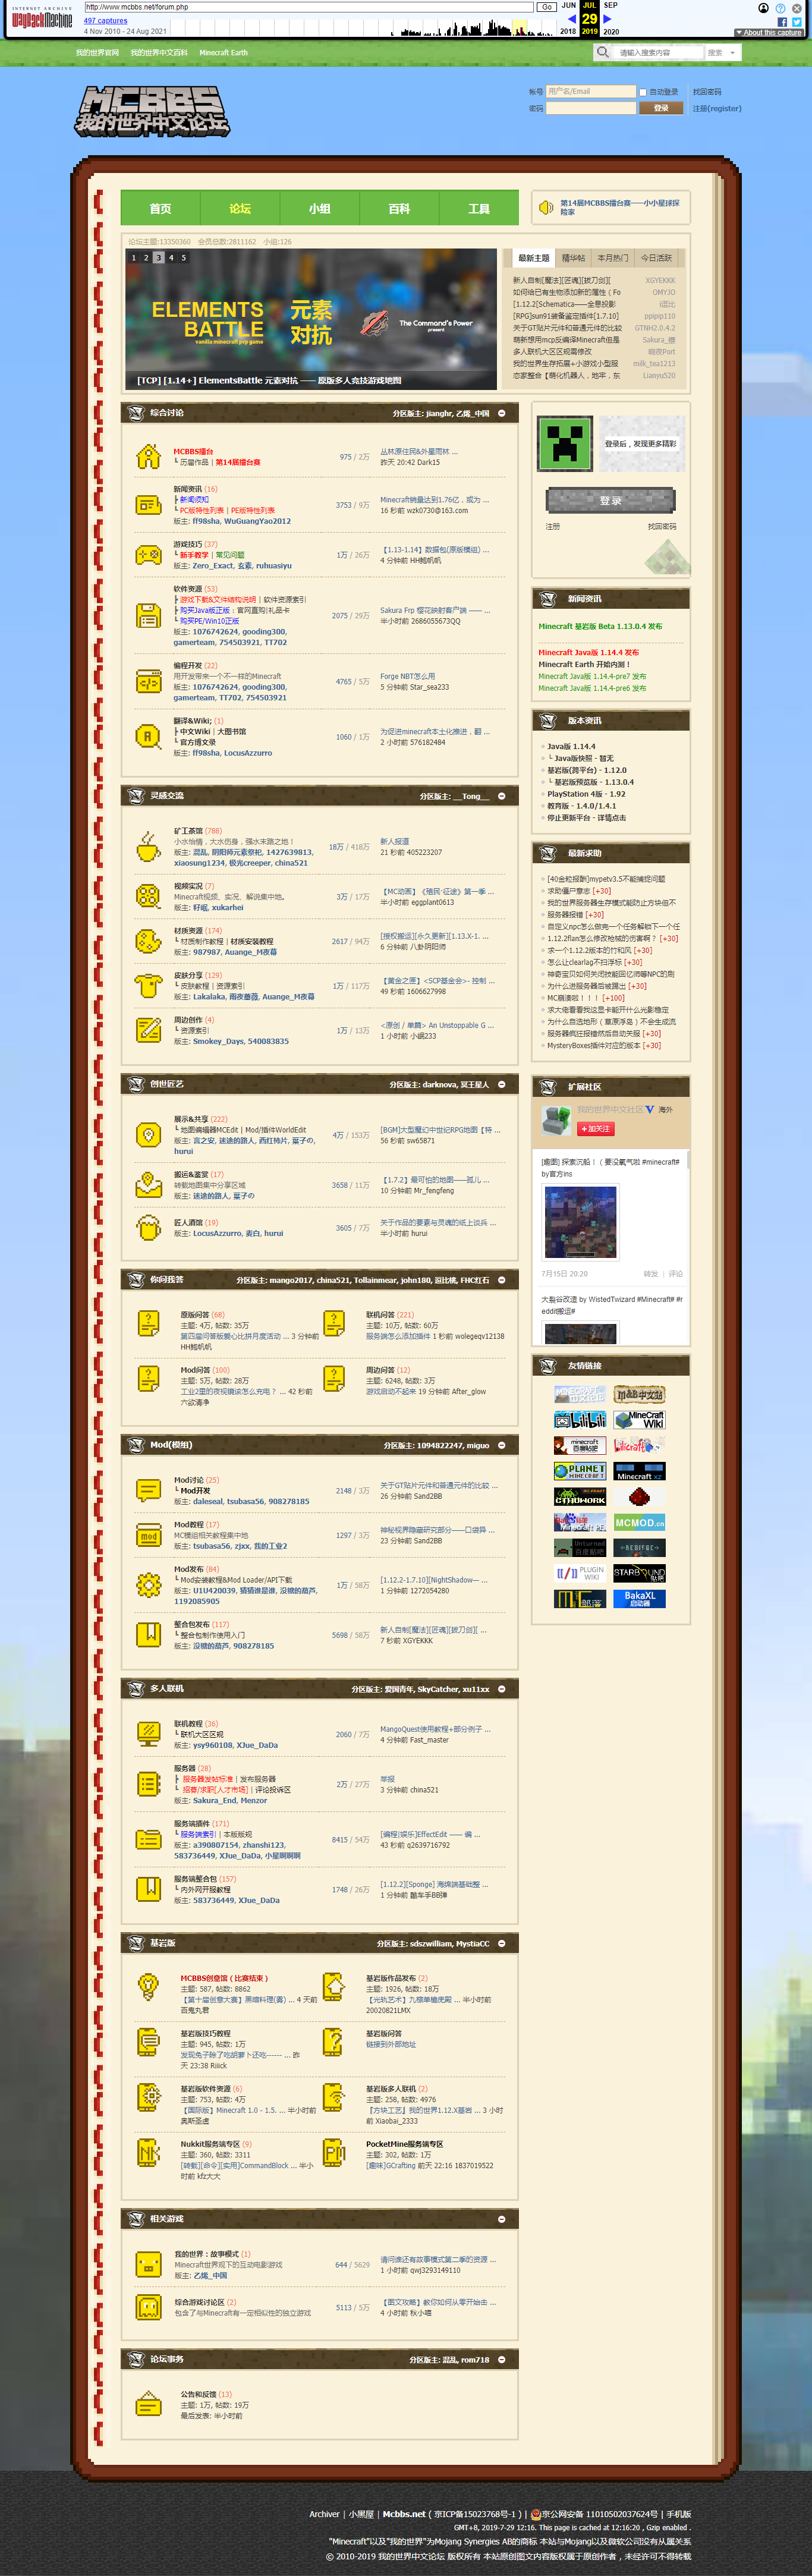 INTERNET ARCHIVE
WayBackMachine
http://www.mcbbs.net/forum.php
Go
JUN JUL SEP
497 captures
29
4 Nov 2010 - 24 Aug 2021
2018 2019 2020
About this capture
我的世界官网 我的世界中文百科 Minecraft Earth
请输入搜索内容 搜索
MCBBS
我的世界中文论坛
帐号 用户名/Email 自动登录 找回密码
密码 登录 注册(register)
首页 论坛 小组 百科 工具
第14届MCBBS擂台赛——小小星球探险家
论坛主题:13350360 会员总数:2811162 小组:126
1 2 3 4 5
ELEMENTS BATTLE 元素对抗
vanilla minecraft pvp game
The Command's Power
[TCP] [1.14+] ElementsBattle 元素对抗 —— 原版多人竞技游戏地图
最新主题 精华帖 本月热门 今日活跃
新人自制[魔法][匠魂][拔刀剑][ XGYEKKK
如何给已有生物添加新的属性（Fo OMYJO
[1.12.2][Schematica——全息投影
[RPG]sun91装备鉴定插件[1.7.10] ppipip110
关于GT贴片元件和普通元件的比较 GTNH2.0.4.2
萌新想用mcp反编译Minecraft但是
多人联机大区区规需修改
我的世界生存拓展+小游戏小型服 milk_tea1213
恋家整合【萌化机器人，地牢，东 Lianyu520
综合讨论 分区版主: jianghr, 乙烯_中国
MCBBS擂台
└ 历届作品 | 第14届擂台赛
975 / 2万
丛林原住民&外星雨林 ...
昨天 20:42 Dark15
新闻资讯 (16)
├ 新闻须知
└ PC版特性列表 | PE版特性列表
版主: ff98sha, WuGuangYao2012
3753 / 9万
Minecraft销量达到1.76亿，成为 ...
16 秒前 wzk0730@163.com
游戏技巧 (37)
└ 新手教学 | 常见问题
版主: Zero_Exact, 玄素, ruhuasiyu
1万 / 26万
【1.13-1.14】数据包(原版模组) ...
4 分钟前 HH鳕帆帆
软件资源 (53)
├ 游戏下载&文件结构说明 | 软件资源索引
├ 购买Java版正版：官网直购|礼品卡
└ 购买PE/Win10正版
版主: 1076742624, gooding300, gamerteam, 754503921, TT702
2075 / 29万
Sakura Frp 樱花映射客户端 —— ...
半小时前 2686055673QQ
编程开发 (22)
用开发带来一个不一样的Minecraft
版主: 1076742624, gooding300, gamerteam, TT702, 754503921
4765 / 5万
Forge NBT怎么用
5 分钟前 Star_sea233
翻译&Wiki; (1)
├ 中文Wiki | 大图书馆
└ 官方博文录
版主: ff98sha, LocusAzzurro
1060 / 1万
为促进minecraft本土化推进，翻 ...
2 小时前 576182484
灵感交流 分区版主: __Tong__
矿工茶馆 (788)
小水怡情，大水伤身，强水末路之地！
版主: 混乱, 阴阳师元素祭祀, 1427639813, xiaosung1234, 极光creeper, china521
18万 / 418万
新人报道
21 秒前 405223207
视频实况 (7)
Minecraft视频，实况，解说集中地。
版主: 籽岷, xukarhei
3万 / 17万
【MC动画】《殖民·征途》第一季 ...
半小时前 eggplant0613
材质资源 (174)
└ 材质制作教程 | 材质安装教程
版主: 987987, Auange_M夜幕
2617 / 94万
[授权搬运][永久更新][1.13.X-1. ...
6 分钟前 八卦阴阳师
皮肤分享 (129)
└ 皮肤教程 | 资源索引
版主: Lakalaka, 雨夜蔷薇, Auange_M夜幕
1万 / 117万
【黄金之匣】<SCP基金会>- 控制 ...
49 秒前 1606627998
周边创作 (4)
└ 资源索引
版主: Smokey_Days, 540083835
1万 / 13万
<原创 / 单篇> An Unstoppable G ...
1 小时前 小纲233
创世匠艺 分区版主: darknova, 冥王星人
展示&共享 (222)
└ 地图编辑器MCEdit | Mod/插件WorldEdit
版主: 言之安, 迷途的路人, 西红柿片, 葉子の, hurui
4万 / 153万
[BGM]大型魔幻中世纪RPG地图【特 ...
56 秒前 sw65871
搬运&鉴赏 (17)
转载地图集中分享区域
版主: 迷途的路人, 葉子の
3658 / 11万
【1.7.2】最可怕的地图——孤儿 ...
10 分钟前 Mr_fengfeng
匠人酒馆 (19)
版主: LocusAzzurro, 麦白, hurui
3605 / 7万
关于作品的要素与灵魂的纸上谈兵 ...
半小时前 hurui
你问我答 分区版主: mango2017, china521, Tollainmear, john180, 逗比桃, FHC红石
原版问答 (68)
主题: 4万, 帖数: 35万
第四届问答版爱心比拼月度活动 ... 3 分钟前 HH鳕帆帆
联机问答 (221)
主题: 10万, 帖数: 60万
服务端怎么添加插件 1 秒前 wolegeqv12138
Mod问答 (100)
主题: 5万, 帖数: 28万
工业2里的夜视镜该怎么充电？ ... 42 秒前 六欲清净
周边问答 (12)
主题: 6248, 帖数: 3万
游戏启动不起来 19 分钟前 After_glow
Mod(模组) 分区版主: 1094822247, miguo
Mod讨论 (25)
└ Mod开发
版主: daleseal, tsubasa56, 908278185
2148 / 3万
关于GT贴片元件和普通元件的比较 ...
26 分钟前 Sand2BB
Mod教程 (17)
MC模组相关教程集中地
版主: tsubasa56, zjxx, 我的工业2
1297 / 3万
神秘视界隐藏研究部分——口袋异 ...
23 分钟前 Sand2BB
Mod发布 (84)
└ Mod安装教程&Mod Loader/API下载
版主: U1U420039, 猜猜谁是谁, 没糖的葫芦, 1192085905
1万 / 58万
[1.12.2-1.7.10][NightShadow— ...
1 分钟前 1272054280
整合包发布 (117)
└ 整合包制作使用入门
版主: 没糖的葫芦, 908278185
5698 / 58万
新人自制[魔法][匠魂][拔刀剑][ ...
7 秒前 XGYEKKK
多人联机 分区版主: 爱国青年, SkyCatcher, xu11xx
联机教程 (36)
└ 联机大区区规
版主: ysy960108, XJue_DaDa
2060 / 7万
MangoQuest使用教程+部分例子 ...
4 分钟前 Fast_master
服务器 (28)
├ 服务器发帖标准 | 发布服务器
└ 招募/求职[人才市场] | 评论投诉区
版主: Sakura_End, Menzor
2万 / 27万
举报
3 分钟前 china521
服务端插件 (171)
└ 服务端索引 | 本版版规
版主: a390807154, zhanshi123, 583736449, XJue_DaDa, 小星啊啊啊
8415 / 54万
[编程|娱乐]EffectEdit —— 编 ...
43 秒前 q2639716792
服务端整合包 (157)
└ 内外网开服教程
版主: 583736449, XJue_DaDa
1748 / 26万
[1.12.2][Sponge] 海绵端基础整 ...
1 分钟前 酷车手BB弹
基岩版 分区版主: sdszwilliam, MystiaCC
MCBBS创意馆（比赛结束）
主题: 587, 帖数: 8862
【第十届创意大赛】黑暗料理(雾) ... 4 天前 百鬼丸君
基岩版作品发布 (2)
主题: 1926, 帖数: 18万
【光轨艺术】九檩单檐庑殿 ... 半小时前 20020821LMX
基岩版技巧教程
主题: 945, 帖数: 1万
发现兔子除了吃胡萝卜还吃------ ... 昨天 23:38 Riiick
基岩版问答
链接到外部地址
基岩版软件资源 (6)
主题: 753, 帖数: 4万
【国际版】Minecraft 1.0 - 1.5. ... 半小时前 奥斯圣虚
基岩版多人联机 (2)
主题: 258, 帖数: 4976
『方块工艺』我的世界1.12.X基岩 ... 3 小时前 Xiaobai_2333
Nukkit服务端专区 (9)
主题: 360, 帖数: 3311
[转载][命令][实用]CommandBlock ... 半小时前 kfz大大
PocketMine服务端专区
主题: 302, 帖数: 1万
[趣味]GCrafting 前天 22:16 1837019522
相关游戏
我的世界：故事模式 (1)
Minecraft世界观下的互动电影游戏
版主: 乙烯_中国
644 / 5629
请问谁还有故事模式第二季的资源 ...
1 小时前 qwj3293149110
综合游戏讨论区 (2)
包含了与Minecraft有一定相似性的独立游戏
5113 / 5万
【图文攻略】教你如何从零开始击 ...
4 小时前 秋小喵
论坛事务 分区版主: 混乱, rom718
公告和反馈 (13)
主题: 1万, 帖数: 19万
最后发表: 半小时前
登录后，发现更多精彩
登录
注册 找回密码
新闻资讯
Minecraft 基岩版 Beta 1.13.0.4 发布
Minecraft Java版 1.14.4 发布
Minecraft Earth 开始内测！
Minecraft Java版 1.14.4-pre7 发布
Minecraft Java版 1.14.4-pre6 发布
版本资讯
Java版 1.14.4
└ Java版快照 - 暂无
基岩版(跨平台) - 1.12.0
└ 基岩版预览版 - 1.13.0.4
PlayStation 4版 - 1.92
教育版 - 1.4.0/1.4.1
停止更新平台 - 详情点击
最新求助
[40金粒报酬]mypetv3.5不能捕捉问题
求助僵尸意志 [+30]
我的世界服务器生存模式能防止方块但不
服务器报错 [+30]
自定义npc怎么做完一个任务解锁下一个任
1.12.2flan怎么修改枪械的伤害啊？ [+30]
求一个1.12.2版本的竹和风 [+30]
怎么让clearlag不扫浮标 [+30]
神奇宝贝如何关闭技能回忆师等NPC的刷
为什么进服务器后被踢出 [+30]
MC崩溃啦！！！ [+100]
求大佬看看我这显卡能开什么光影稳定
为什么自选地形（草原浮岛）不会生成流
服务器疯狂报错然后自动关服 [+30]
MysteryBoxes插件对应的版本 [+30]
扩展社区
我的世界中文社区 V 海外
+加关注
[趣图] 探索沉船！（要没氧气啦 #minecraft# by官方ins
7月15日 20:20 转发 | 评论
大裂谷改造 by WistedTwizard #Minecraft# #reddit搬运#
友情链接
bilibili
MineCraft Wiki
minecraft 百度贴吧
PLANET MINECRAFT
Minecraft xz
CTHUWORK
MCMOD.cn
Unturned 百度贴吧
BESIEGE
[[/]] PLUGIN WIKI
STARBOUND
BakaXL 启动器
Archiver | 小黑屋 | Mcbbs.net ( 京ICP备15023768号-1 ) | 京公网安备 11010502037624号 | 手机版
GMT+8, 2019-7-29 12:16. This page is cached at 12:16:20 , Gzip enabled .
"Minecraft"以及"我的世界"为Mojang Synergies AB的商标 本站与Mojang以及微软公司没有从属关系
© 2010-2019 我的世界中文论坛 版权所有 本站原创图文内容版权属于原创作者，未经许可不得转载